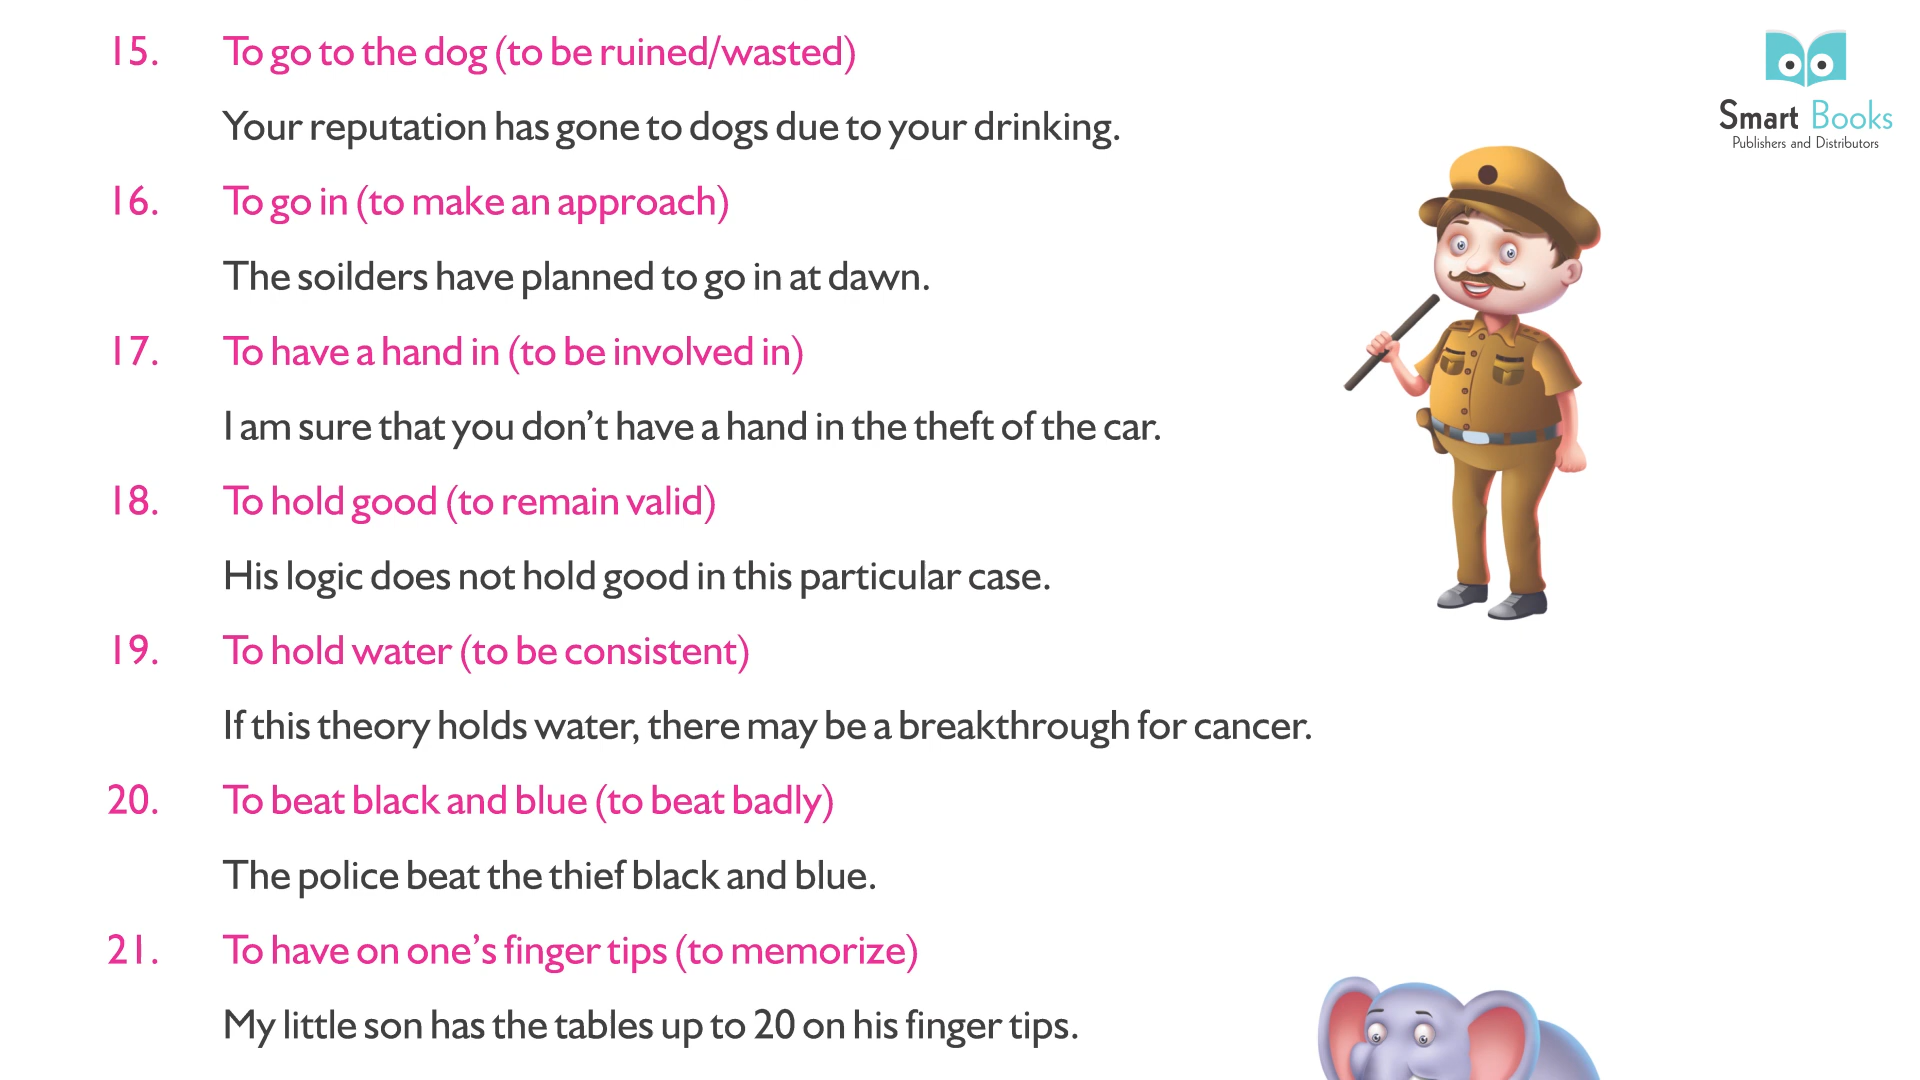 15. To go to the dog (to be ruined/wasted)
Your reputation has gone to dogs due to your drinking.
16. To go in (to make an approach)
The soilders have planned to go in at dawn.
17. To have a hand in (to be involved in)
I am sure that you don’t have a hand in the theft of the car.
18. To hold good (to remain valid)
His logic does not hold good in this particular case.
19. To hold water (to be consistent)
If this theory holds water, there may be a breakthrough for cancer.
20. To beat black and blue (to beat badly)
The police beat the thief black and blue.
21. To have on one’s finger tips (to memorize)
My little son has the tables up to 20 on his finger tips.
Smart Books
Publishers and Distributors